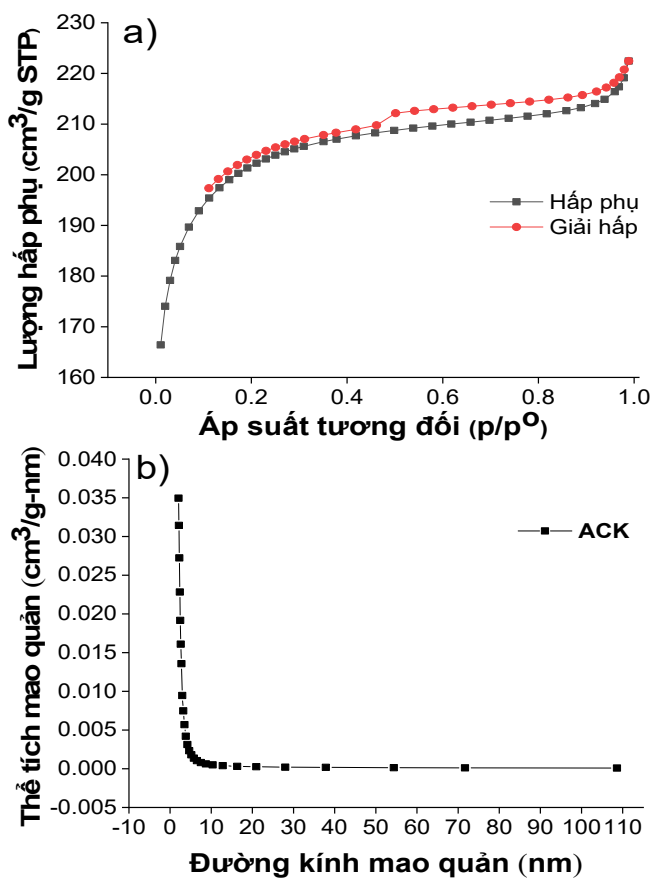 a)
Lượng hấp phụ (cm³/g STP)
230
220
210
200
190
180
170
160
Hấp phụ
Giải hấp
0.0 0.2 0.4 0.6 0.8 1.0
Áp suất tương đối (p/pᴼ)
b)
Thể tích mao quản (cm³/g-nm)
0.040
0.035
0.030
0.025
0.020
0.015
0.010
0.005
0.000
-0.005
ACK
-10 0 10 20 30 40 50 60 70 80 90 100 110
Đường kính mao quản (nm)